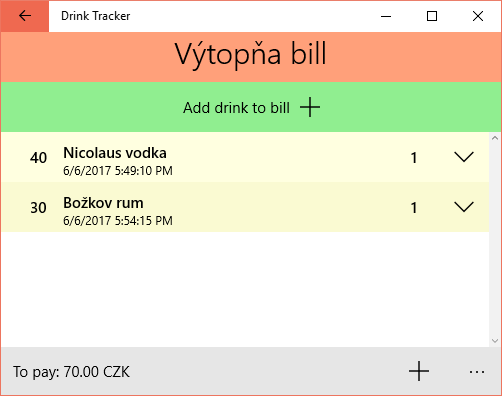 Drink Tracker
Výtopňa bill
Add drink to bill
40 Nicolaus vodka 1
6/6/2017 5:49:10 PM
30 Božkov rum 1
6/6/2017 5:54:15 PM
To pay: 70.00 CZK